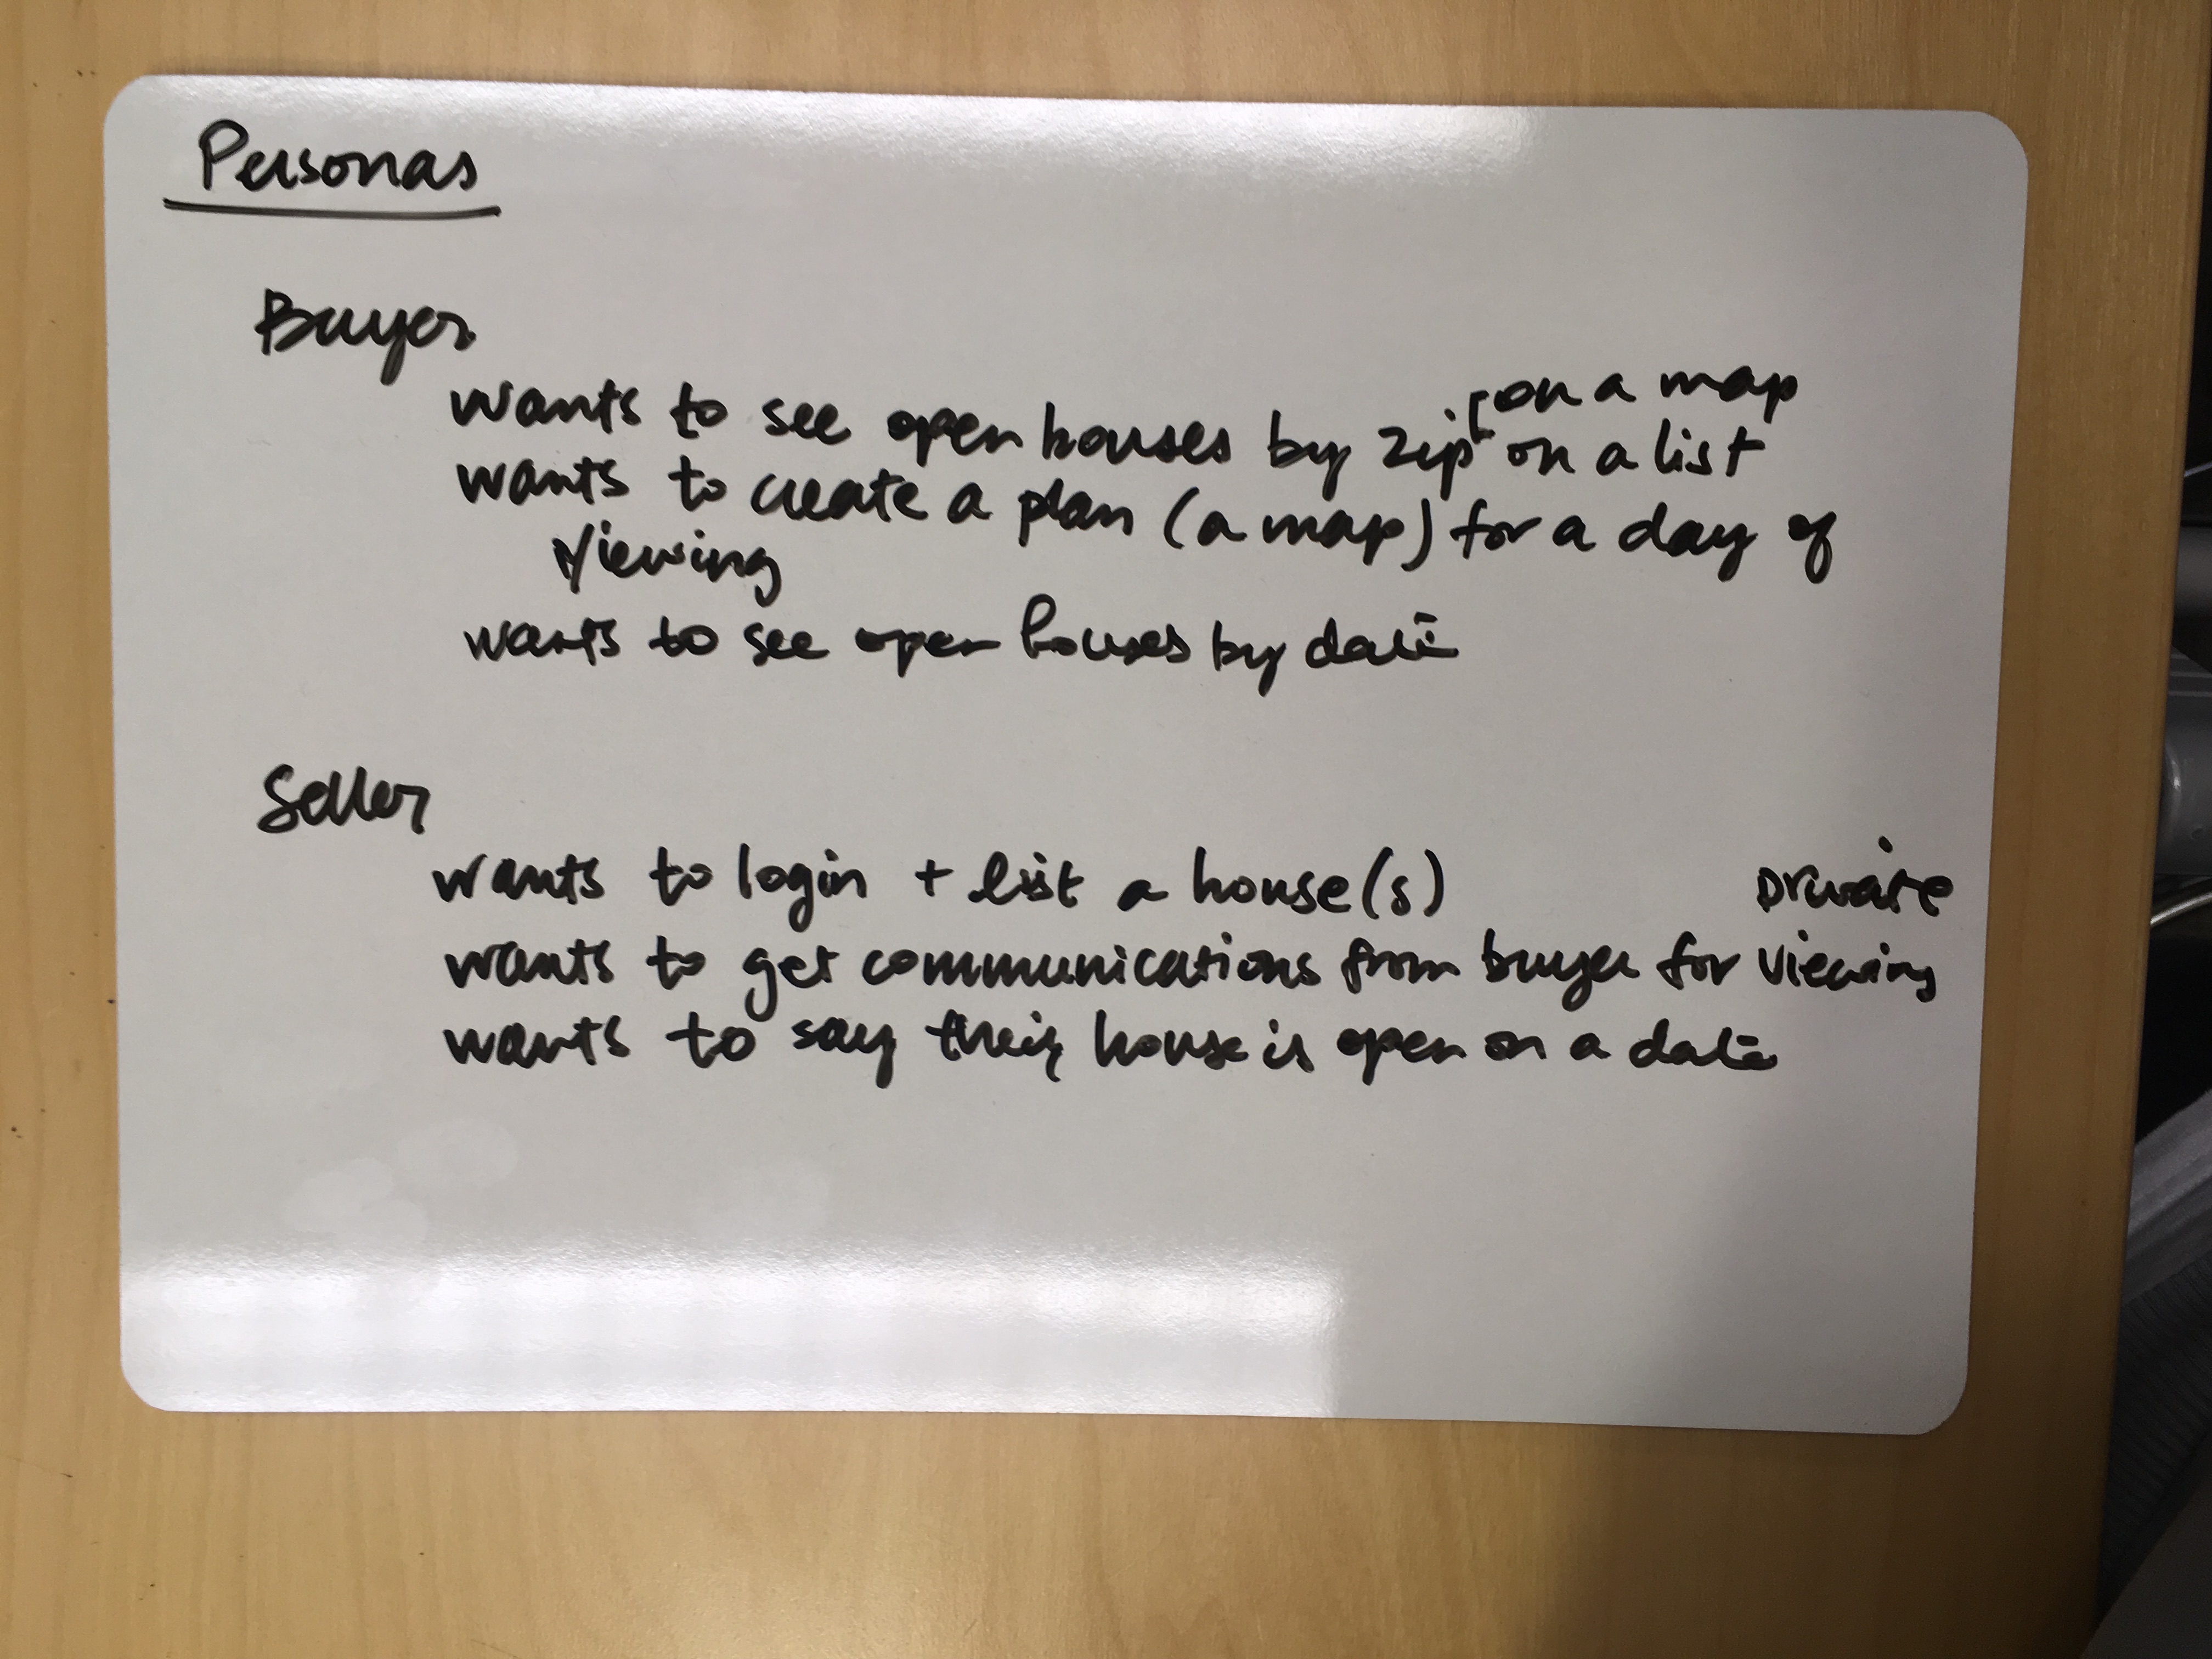 Personas
Buyer
wants to see open houses by zip on a map
on a list
wants to create a plan (a map) for a day of
viewing
wants to see open houses by date
Seller
wants to login + list a house(s)
private
wants to get communications from buyer for viewing
wants to say their house is open on a date